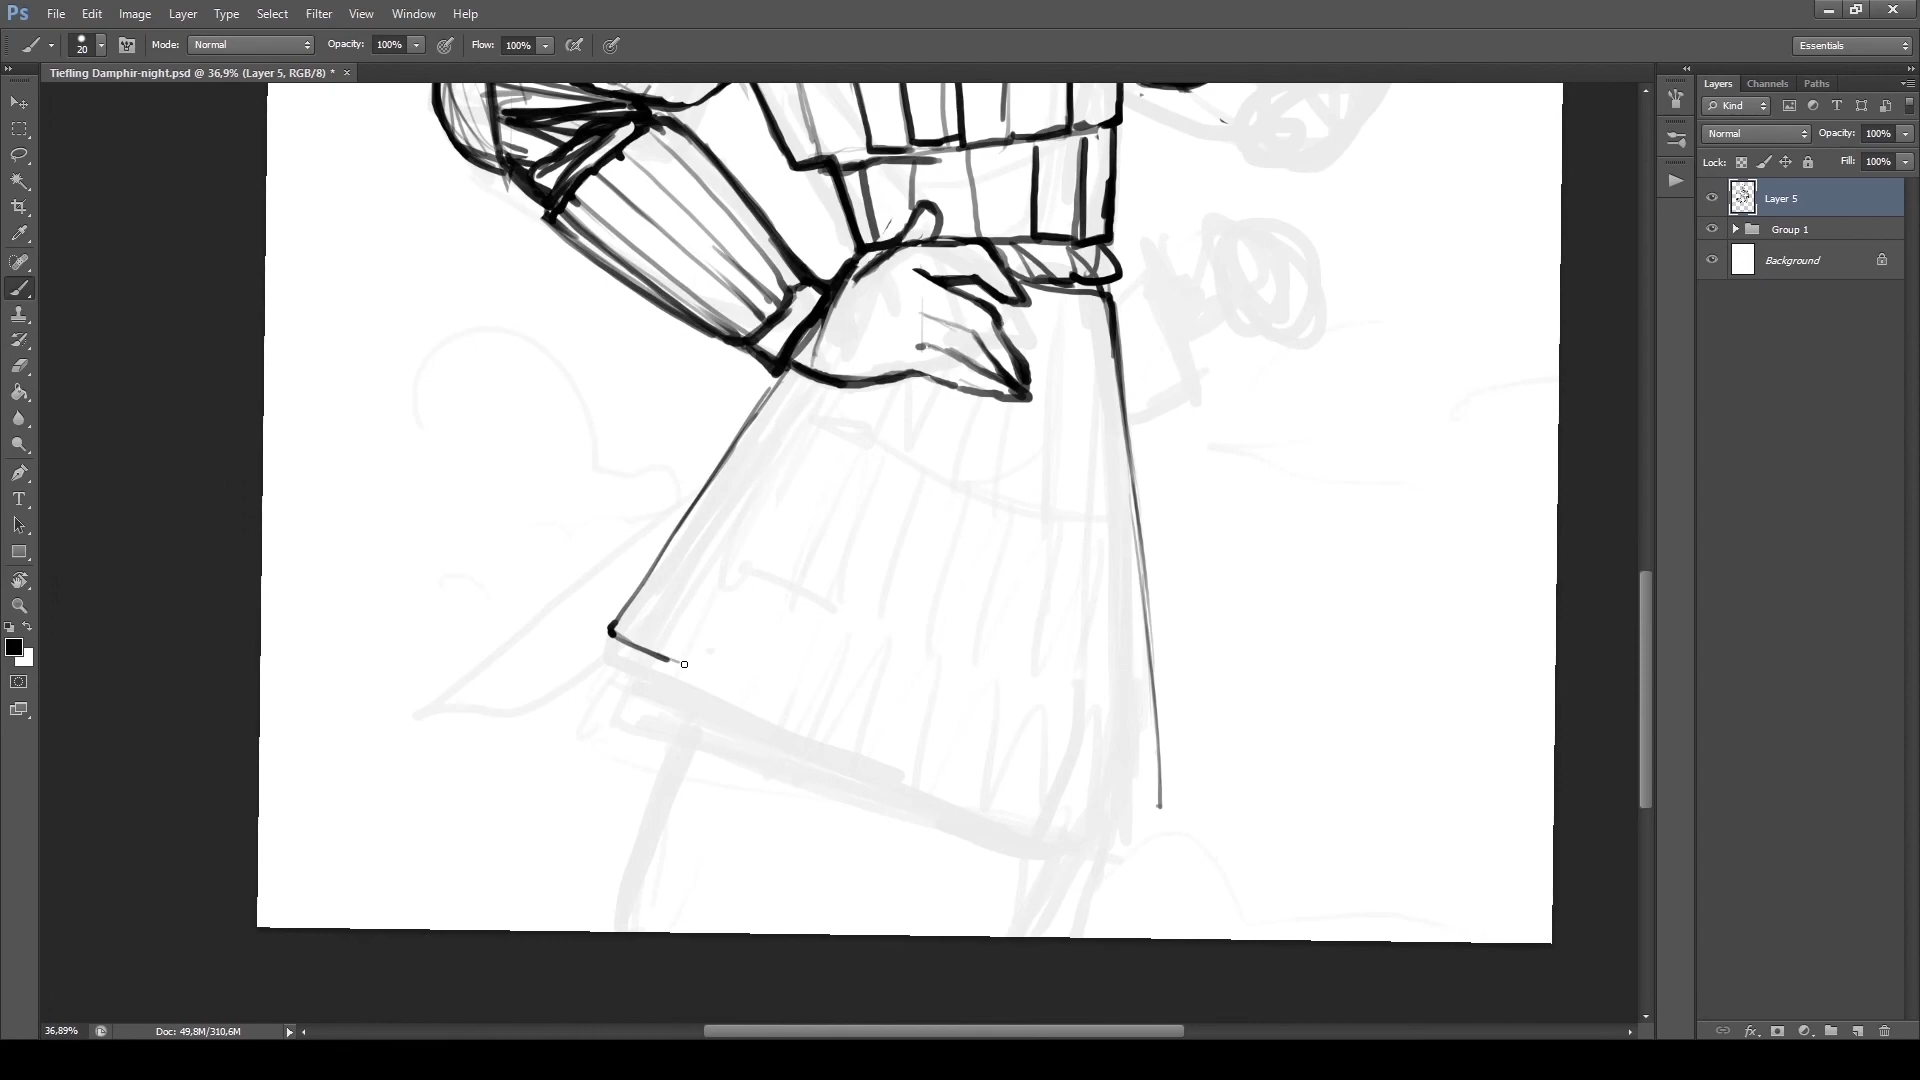 Ps File Edit Image Layer Type Select Filter View Window Help
20 Mode: Normal Opacity: 100% Flow: 100% Essentials
Tiefling Damphir-night.psd @ 36,9% (Layer 5, RGB/8) * ×
Layers Channels Paths
Kind
Normal Opacity: 100%
Lock: Fill: 100%
Layer 5
Group 1
Background
36,89% Doc: 49,8M/310,6M